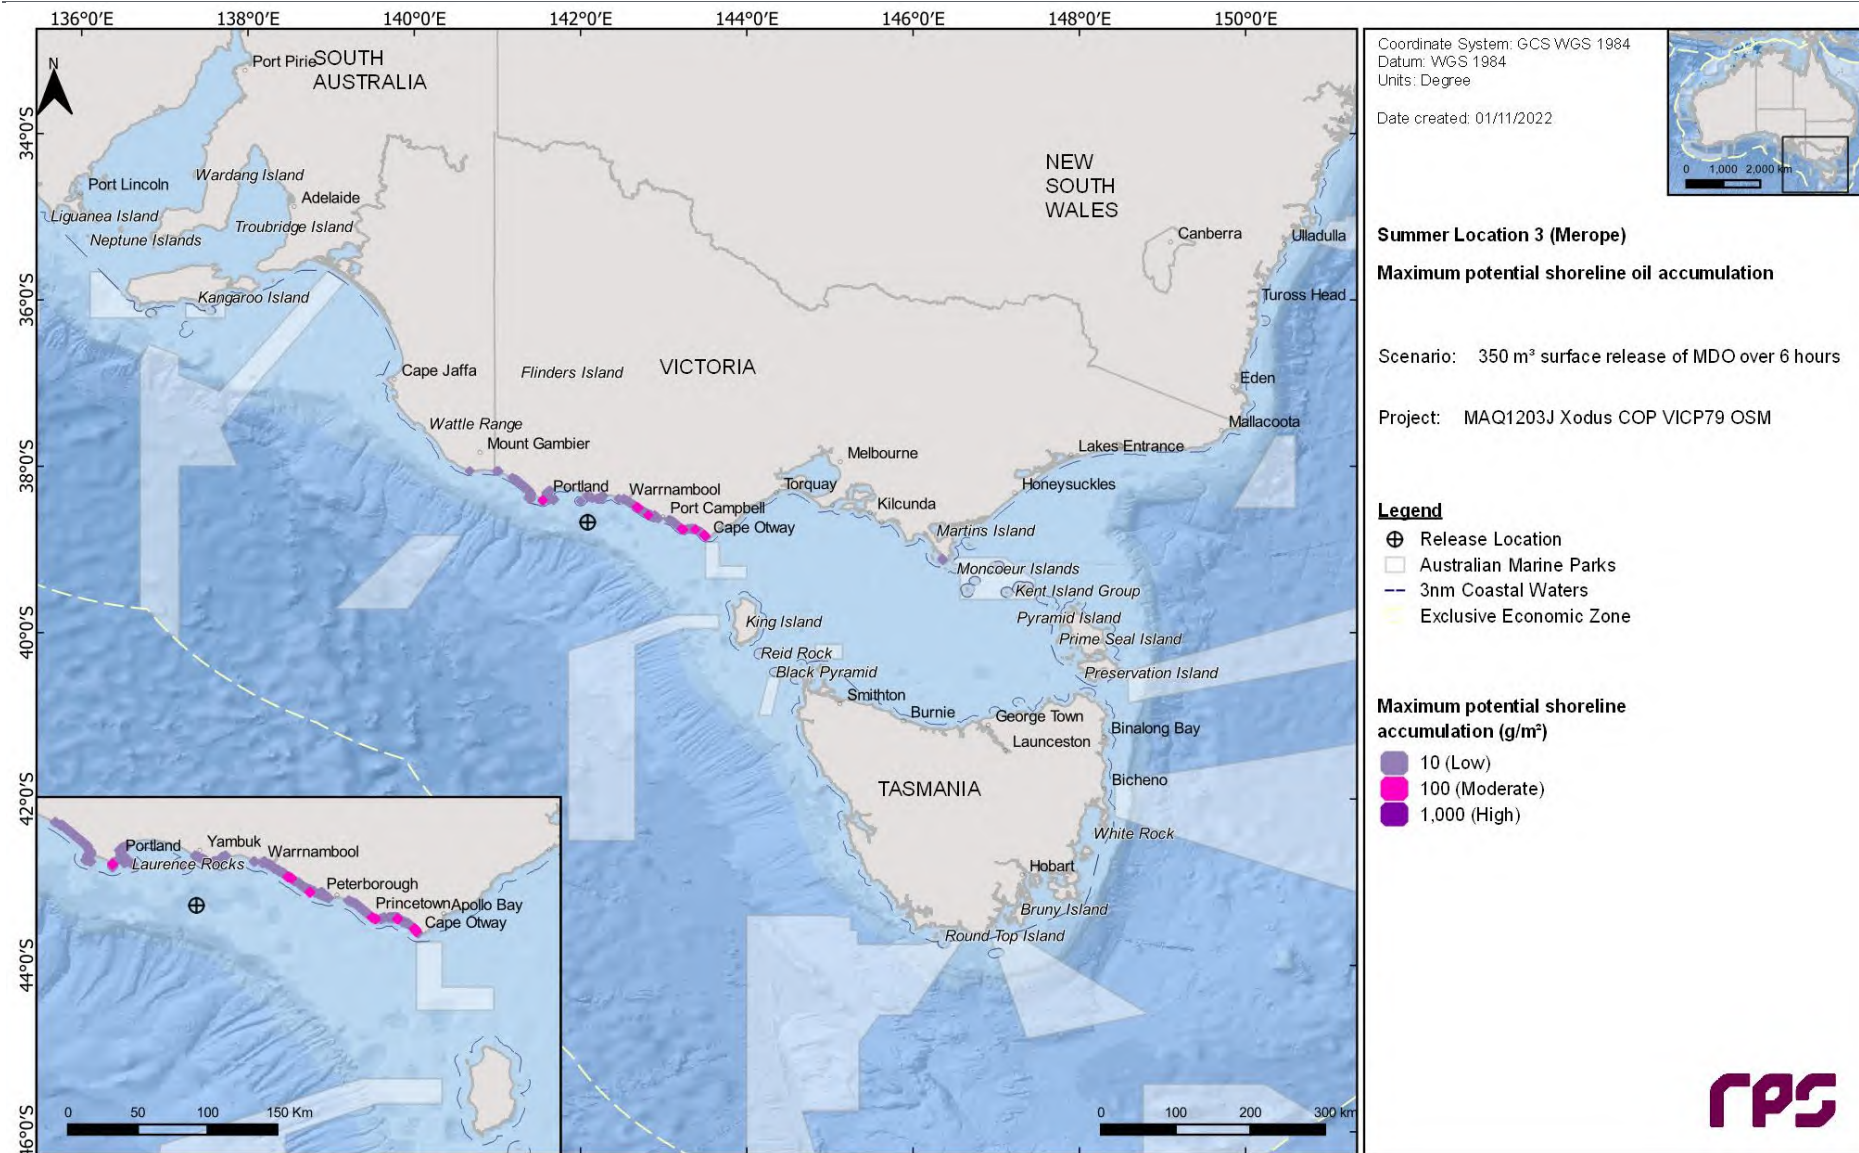 136°0'E 138°0'E 140°0'E 142°0'E 144°0'E 146°0'E 148°0'E 150°0'E
34°0'S
36°0'S
38°0'S
40°0'S
42°0'S
44°0'S
46°0'S
N
Port Pirie
SOUTH
AUSTRALIA
Wardang Island
Port Lincoln
Adelaide
Liguanea Island
Troubridge Island
Neptune Islands
Kangaroo Island
NEW
SOUTH
WALES
Canberra
Ulladulla
Tuross Head
Cape Jaffa
Flinders Island
VICTORIA
Eden
Wattle Range
Mallacoota
Mount Gambier
Melbourne
Lakes Entrance
Portland
Warrnambool
Torquay
Honeysuckles
Port Campbell
Kilcunda
Cape Otway
Martins Island
Moncoeur Islands
Kent Island Group
King Island
Pyramid Island
Prime Seal Island
Reid Rock
Black Pyramid
Preservation Island
Smithton
Burnie
George Town
Binalong Bay
Launceston
Bicheno
TASMANIA
White Rock
Hobart
Bruny Island
Round Top Island
0 100 200 300 km
Portland
Yambuk
Warrnambool
Laurence Rocks
Peterborough
Princetown
Apollo Bay
Cape Otway
0 50 100 150 Km
Coordinate System: GCS WGS 1984
Datum: WGS 1984
Units: Degree
Date created: 01/11/2022
0 1,000 2,000 km
Summer Location 3 (Merope)
Maximum potential shoreline oil accumulation
Scenario: 350 m³ surface release of MDO over 6 hours
Project: MAQ1203J Xodus COP VICP79 OSM
Legend
Release Location
Australian Marine Parks
3nm Coastal Waters
Exclusive Economic Zone
Maximum potential shoreline
accumulation (g/m²)
10 (Low)
100 (Moderate)
1,000 (High)
rps